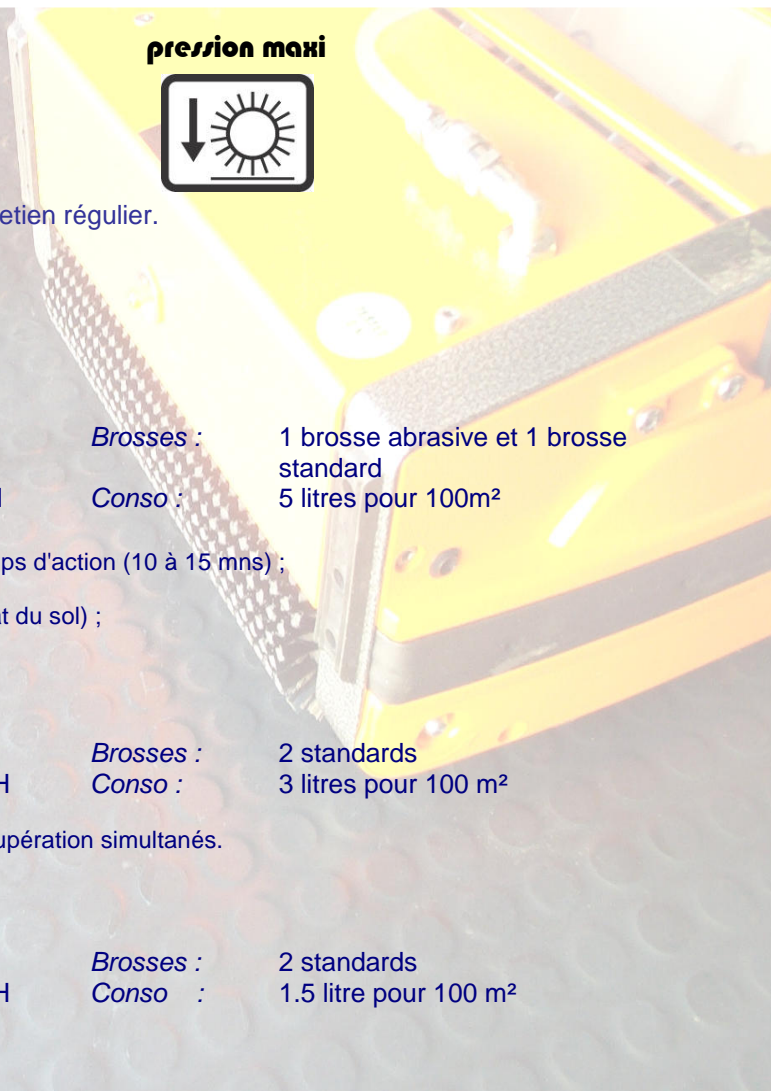 pression maxi
etien régulier.
Brosses : 1 brosse abrasive et 1 brosse
standard
Conso : 5 litres pour 100m²
ps d'action (10 à 15 mns) ;
at du sol) ;
Brosses : 2 standards
H Conso : 3 litres pour 100 m²
upération simultanés.
Brosses : 2 standards
H Conso : 1.5 litre pour 100 m²